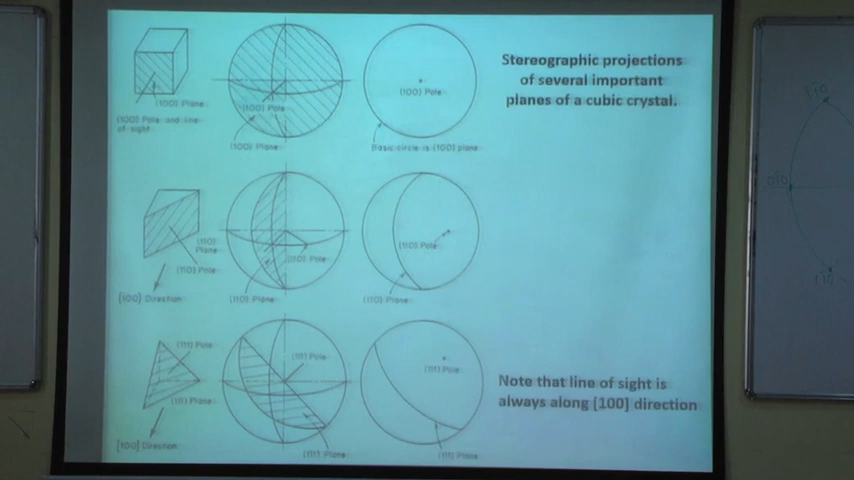 Stereographic projections
of several important
planes of a cubic crystal.
(100) Plane
(100) Pole and line
of sight
(100) Pole
(100) Plane
(100) Pole
Basic circle is (100) plane
(110)
Plane
(110) Pole
[100] Direction
(110) Pole
(110) Plane
(110) Pole
(110) Plane
(111) Pole
(111) Plane
[100] Direction
(111) Pole
(111) Plane
(111) Pole
(111) Plane
Note that line of sight is
always along [100] direction